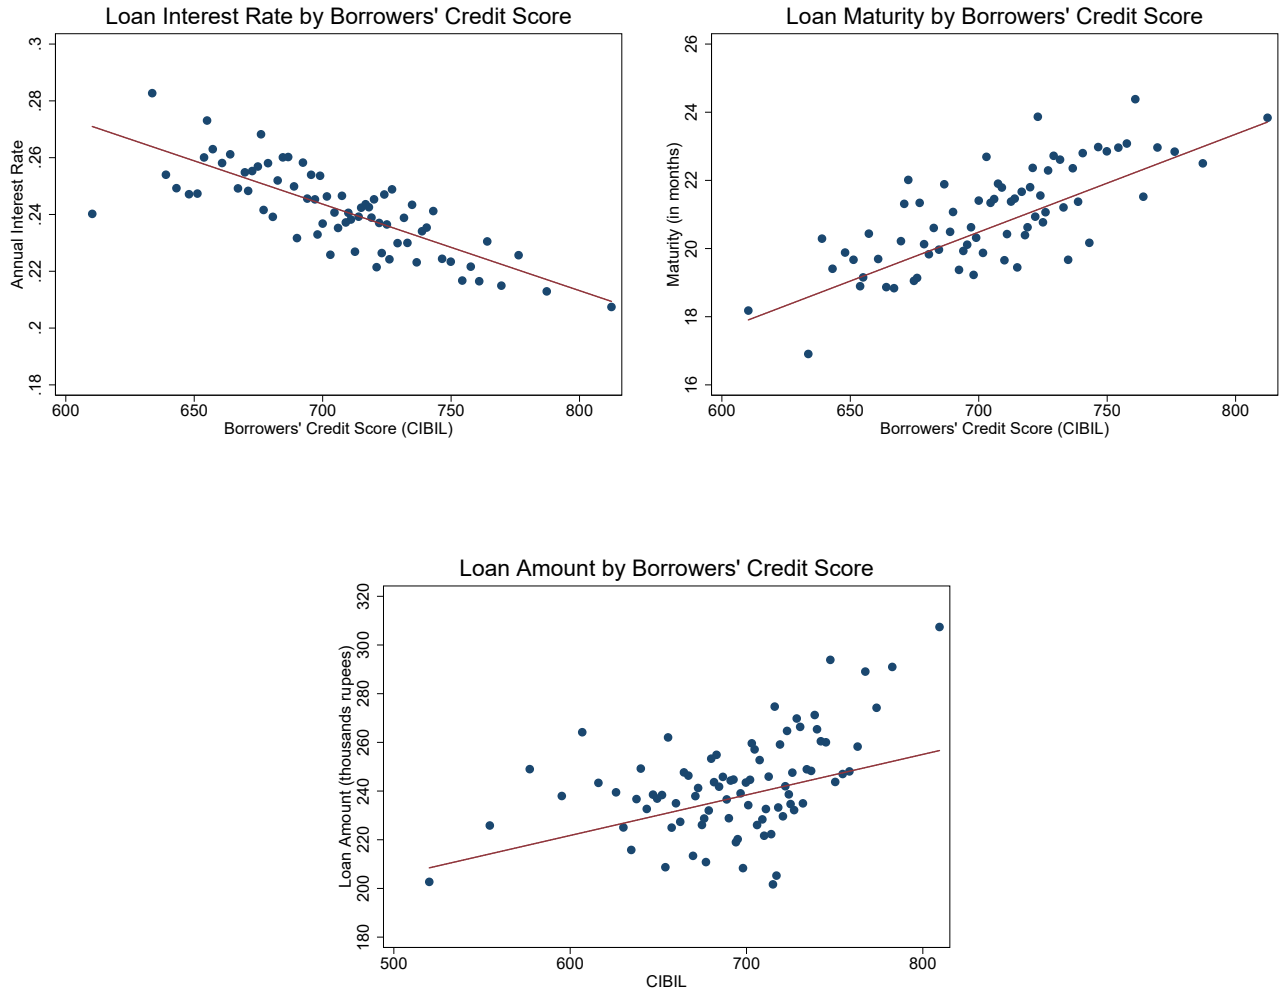 Loan Interest Rate by Borrowers' Credit Score
Annual Interest Rate
.3
.28
.26
.24
.22
.2
.18
600 650 700 750 800
Borrowers' Credit Score (CIBIL)
Loan Maturity by Borrowers' Credit Score
Maturity (in months)
26
24
22
20
18
16
600 650 700 750 800
Borrowers' Credit Score (CIBIL)
Loan Amount by Borrowers' Credit Score
Loan Amount (thousands rupees)
320
300
280
260
240
220
200
180
500 600 700 800
CIBIL